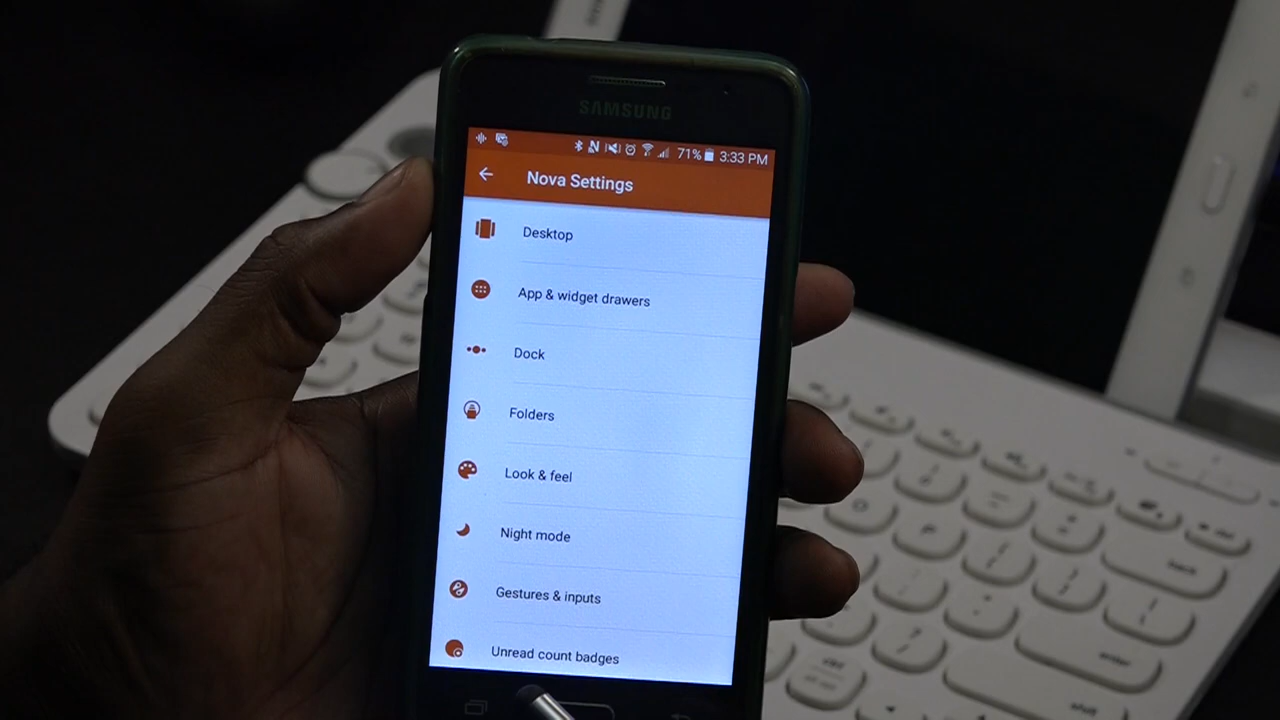 SAMSUNG
71% 3:33 PM
Nova Settings
Desktop
App & widget drawers
Dock
Folders
Look & feel
Night mode
Gestures & inputs
Unread count badges